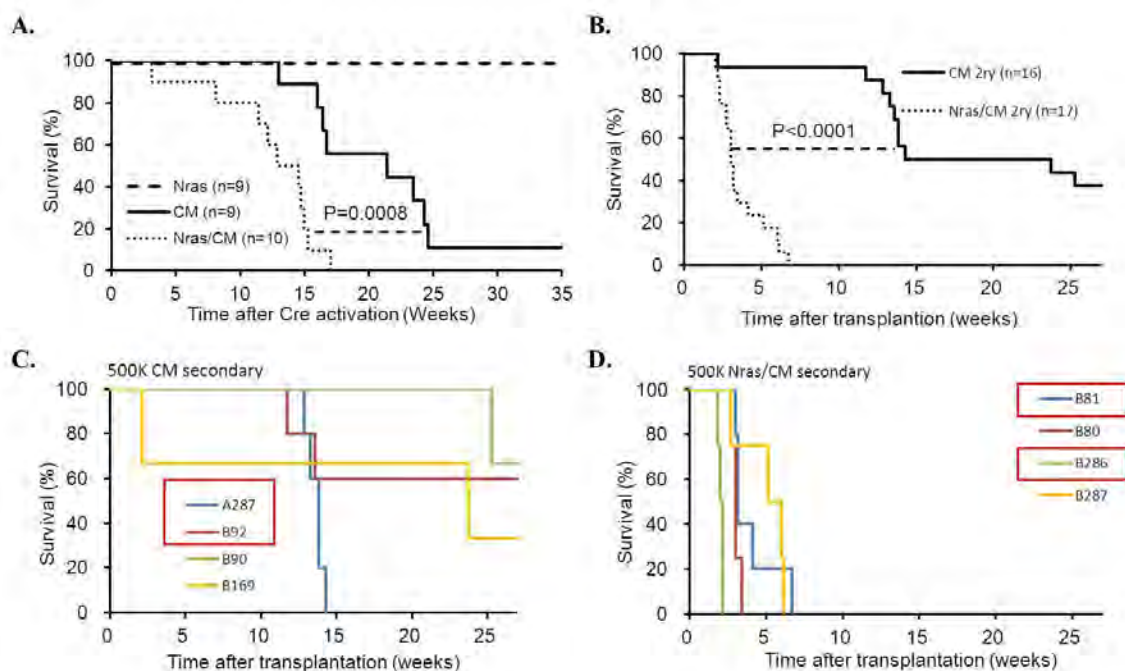 A.
Survival (%)
100
80
60
40
20
0
Nras (n=9)
CM (n=9)
Nras/CM (n=10)
P=0.0008
0 5 10 15 20 25 30 35
Time after Cre activation (Weeks)
B.
Survival (%)
100
80
60
40
20
0
CM 2ry (n=16)
Nras/CM 2ry (n=17)
P<0.0001
0 5 10 15 20 25
Time after transplantion (weeks)
C.
500K CM secondary
Survival (%)
100
80
60
40
20
0
A287
B92
B90
B169
0 5 10 15 20 25
Time after transplantation (weeks)
D.
500K Nras/CM secondary
Survival (%)
100
80
60
40
20
0
B81
B80
B286
B287
0 5 10 15 20 25
Time after transplantation (weeks)